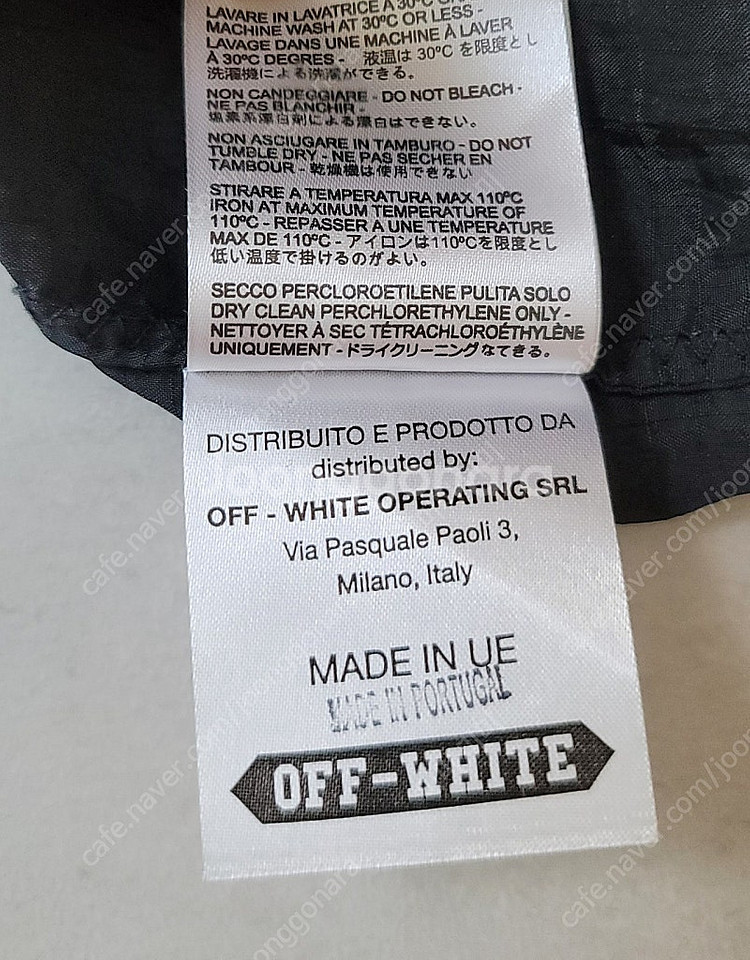 LAVARE IN LAVATRICE A 30°C
MACHINE WASH AT 30°C OR LESS -
LAVAGE DANS UNE MACHINE À LAVER
À 30°C DEGRES - 液温は 30°C を限度とし
洗濯機による洗濯ができる。
NON CANDEGGIARE - DO NOT BLEACH -
NE PAS BLANCHIR -
塩素系漂白剤による漂白はできない。
NON ASCIUGARE IN TAMBURO - DO NOT
TUMBLE DRY - NE PAS SECHER EN
TAMBOUR - 乾燥機は使用できない
STIRARE A TEMPERATURA MAX 110°C
IRON AT MAXIMUM TEMPERATURE OF
110°C - REPASSER À UNE TEMPERATURE
MAX DE 110°C - アイロンは110°Cを限度とし
低い温度で掛けるのがよい。
SECCO PERCLOROETILENE PULITA SOLO
DRY CLEAN PERCHLORETHYLENE ONLY -
NETTOYER À SEC TÉTRACHLOROÉTHYLÈNE
UNIQUEMENT - ドライクリーニングなてきる。
DISTRIBUITO E PRODOTTO DA
distributed by:
OFF - WHITE OPERATING SRL
Via Pasquale Paoli 3,
Milano, Italy
MADE IN UE
MADE IN PORTUGAL
OFF-WHITE